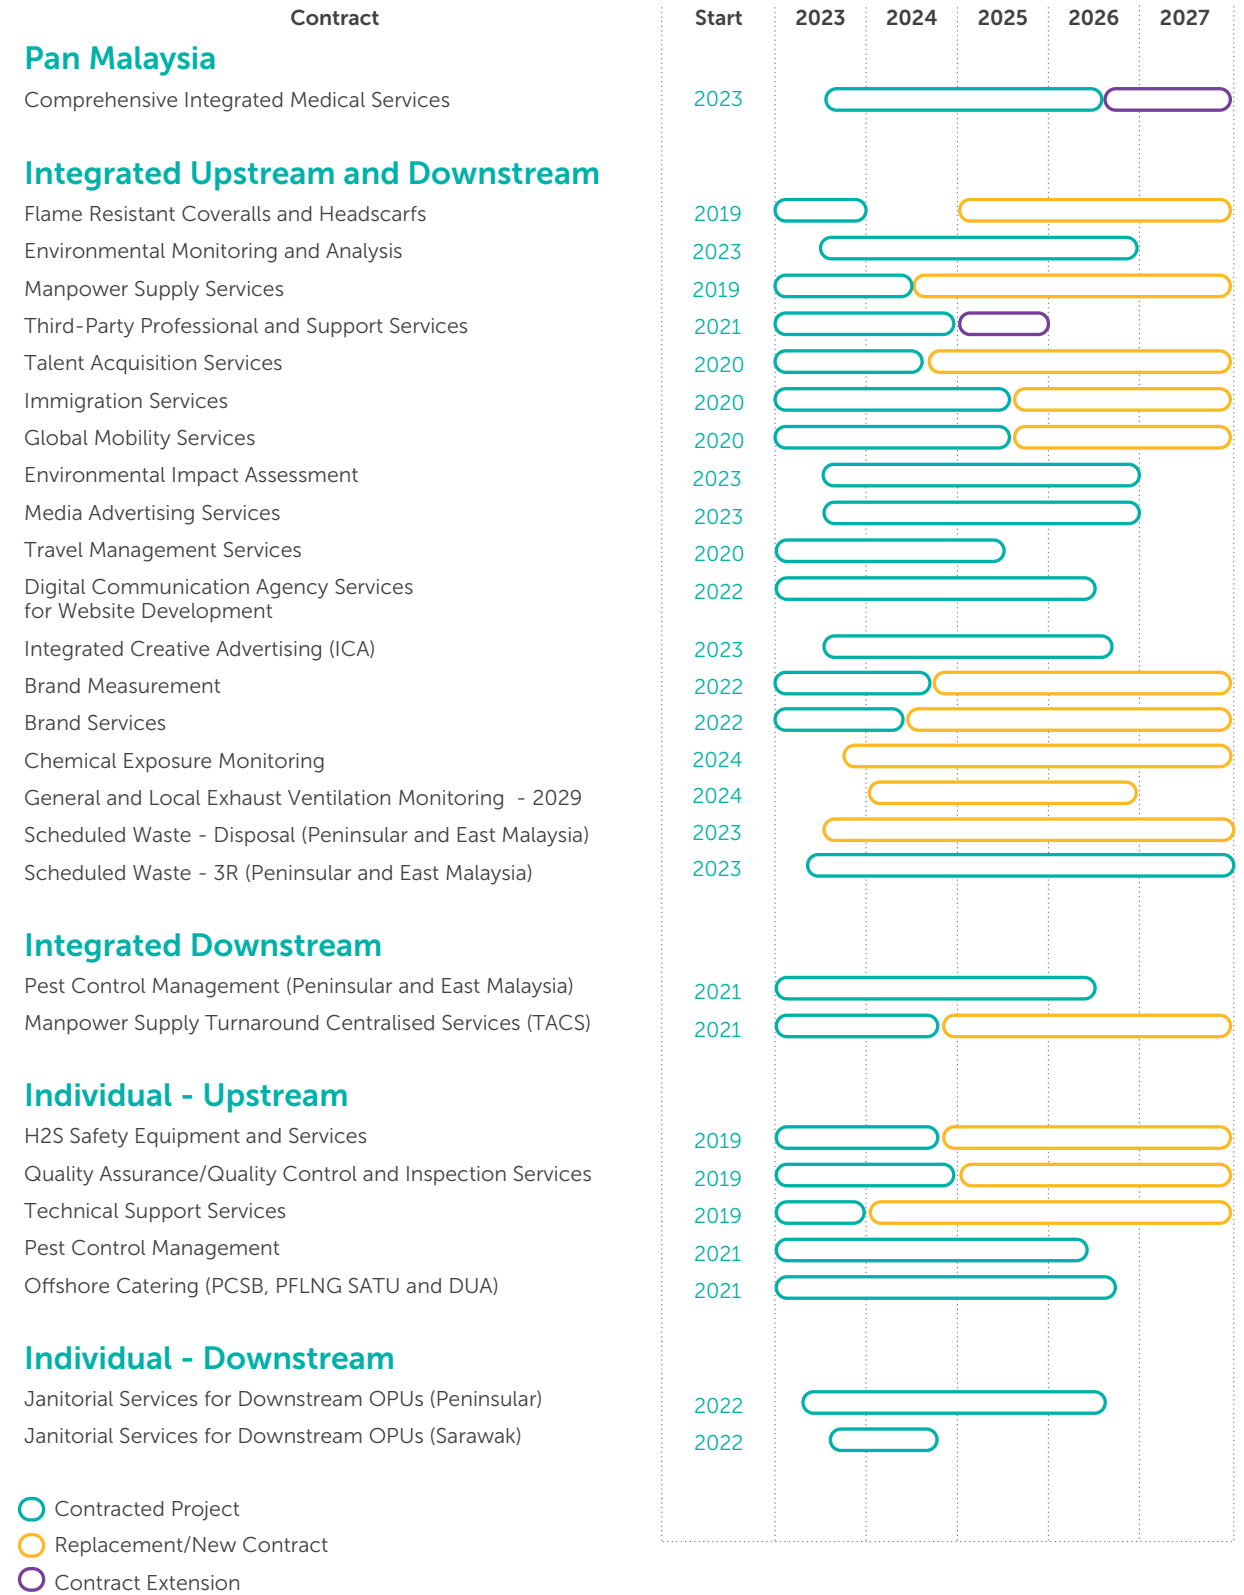 Contract Start 2023 2024 2025 2026 2027
Pan Malaysia
Comprehensive Integrated Medical Services 2023
Integrated Upstream and Downstream
Flame Resistant Coveralls and Headscarfs 2019
Environmental Monitoring and Analysis 2023
Manpower Supply Services 2019
Third-Party Professional and Support Services 2021
Talent Acquisition Services 2020
Immigration Services 2020
Global Mobility Services 2020
Environmental Impact Assessment 2023
Media Advertising Services 2023
Travel Management Services 2020
Digital Communication Agency Services 2022
for Website Development
Integrated Creative Advertising (ICA) 2023
Brand Measurement 2022
Brand Services 2022
Chemical Exposure Monitoring 2024
General and Local Exhaust Ventilation Monitoring - 2029 2024
Scheduled Waste - Disposal (Peninsular and East Malaysia) 2023
Scheduled Waste - 3R (Peninsular and East Malaysia) 2023
Integrated Downstream
Pest Control Management (Peninsular and East Malaysia) 2021
Manpower Supply Turnaround Centralised Services (TACS) 2021
Individual - Upstream
H2S Safety Equipment and Services 2019
Quality Assurance/Quality Control and Inspection Services 2019
Technical Support Services 2019
Pest Control Management 2021
Offshore Catering (PCSB, PFLNG SATU and DUA) 2021
Individual - Downstream
Janitorial Services for Downstream OPUs (Peninsular) 2022
Janitorial Services for Downstream OPUs (Sarawak) 2022
Contracted Project
Replacement/New Contract
Contract Extension